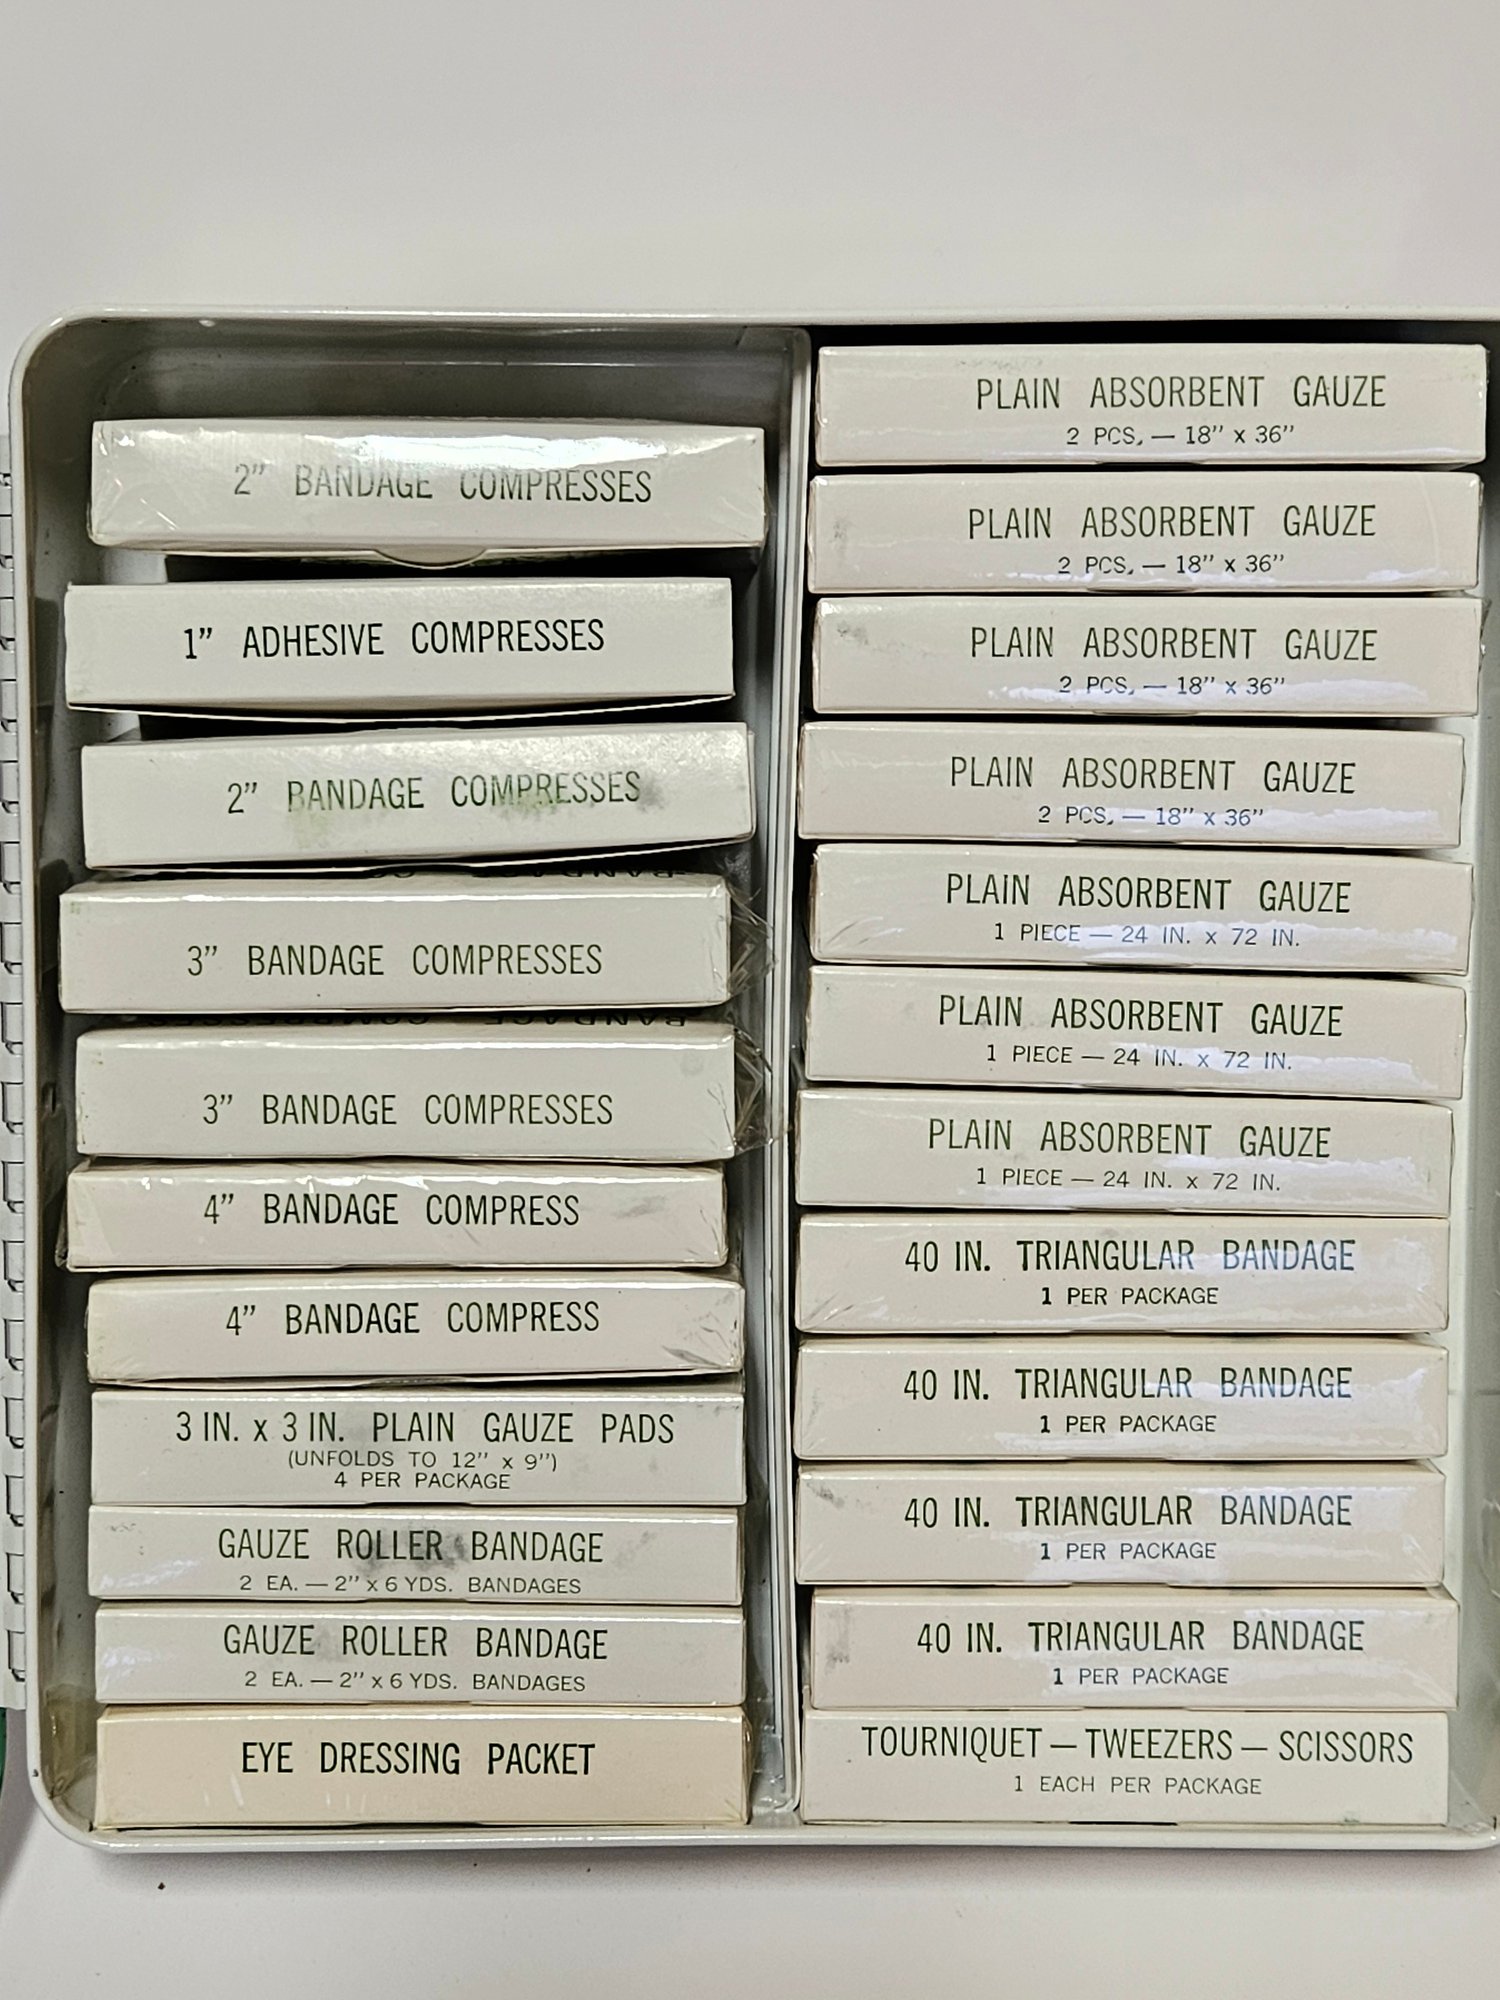 2” BANDAGE COMPRESSES
1” ADHESIVE COMPRESSES
2” BANDAGE COMPRESSES
BANDAGE CO
3” BANDAGE COMPRESSES
BANDAGE COMPRESSES
3” BANDAGE COMPRESSES
4” BANDAGE COMPRESS
4” BANDAGE COMPRESS
3 IN. x 3 IN. PLAIN GAUZE PADS
(UNFOLDS TO 12” x 9”)
4 PER PACKAGE
GAUZE ROLLER BANDAGE
2 EA. — 2” x 6 YDS. BANDAGES
GAUZE ROLLER BANDAGE
2 EA. — 2” x 6 YDS. BANDAGES
EYE DRESSING PACKET
PLAIN ABSORBENT GAUZE
2 PCS. — 18” x 36”
PLAIN ABSORBENT GAUZE
2 PCS. — 18” x 36”
PLAIN ABSORBENT GAUZE
2 PCS. — 18” x 36”
PLAIN ABSORBENT GAUZE
2 PCS. — 18” x 36”
PLAIN ABSORBENT GAUZE
1 PIECE — 24 IN. x 72 IN.
PLAIN ABSORBENT GAUZE
1 PIECE — 24 IN. x 72 IN.
PLAIN ABSORBENT GAUZE
1 PIECE — 24 IN. x 72 IN.
40 IN. TRIANGULAR BANDAGE
1 PER PACKAGE
40 IN. TRIANGULAR BANDAGE
1 PER PACKAGE
40 IN. TRIANGULAR BANDAGE
1 PER PACKAGE
40 IN. TRIANGULAR BANDAGE
1 PER PACKAGE
TOURNIQUET — TWEEZERS — SCISSORS
1 EACH PER PACKAGE